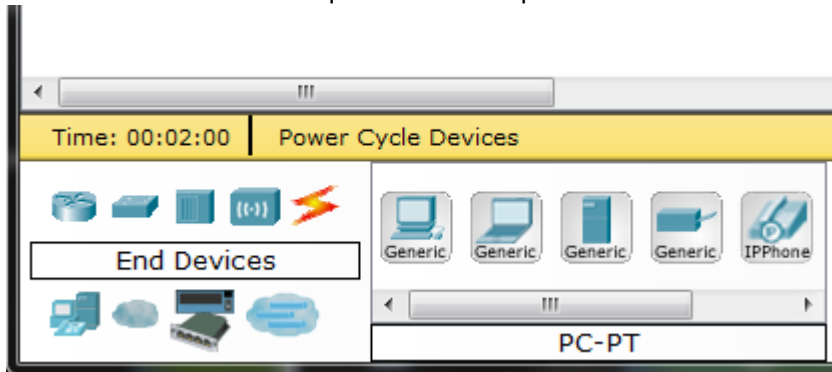 Time: 00:02:00 Power Cycle Devices
End Devices
Generic Generic Generic Generic IPPhone
PC-PT